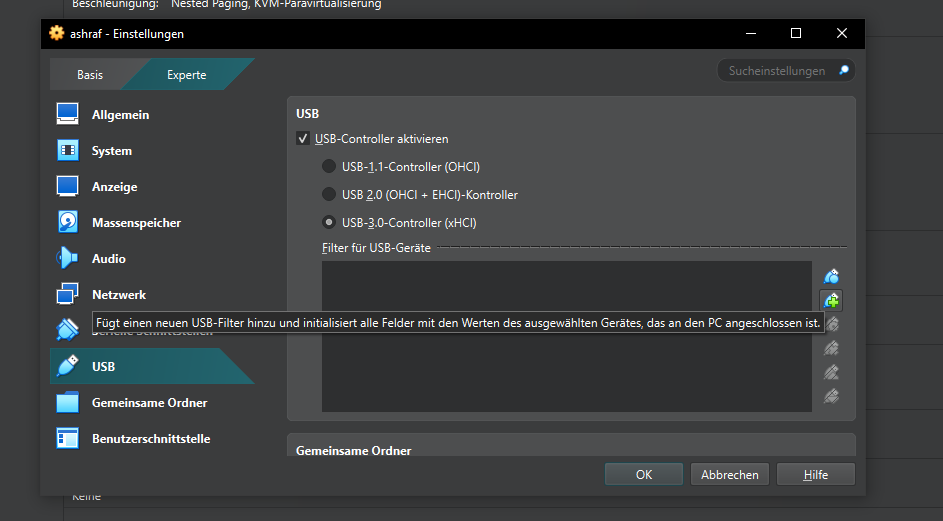 Beschleunigung: Nested Paging, KVM-Paravirtualisierung
ashraf - Einstellungen
Basis
Experte
Sucheinstellungen
Allgemein
System
Anzeige
Massenspeicher
Audio
Netzwerk
USB
Gemeinsame Ordner
Benutzerschnittstelle
USB
USB-Controller aktivieren
USB-1.1-Controller (OHCI)
USB 2.0 (OHCI + EHCI)-Kontroller
USB-3.0-Controller (xHCI)
Filter für USB-Geräte
Fügt einen neuen USB-Filter hinzu und initialisiert alle Felder mit den Werten des ausgewählten Gerätes, das an den PC angeschlossen ist.
Gemeinsame Ordner
OK
Abbrechen
Hilfe
Keine